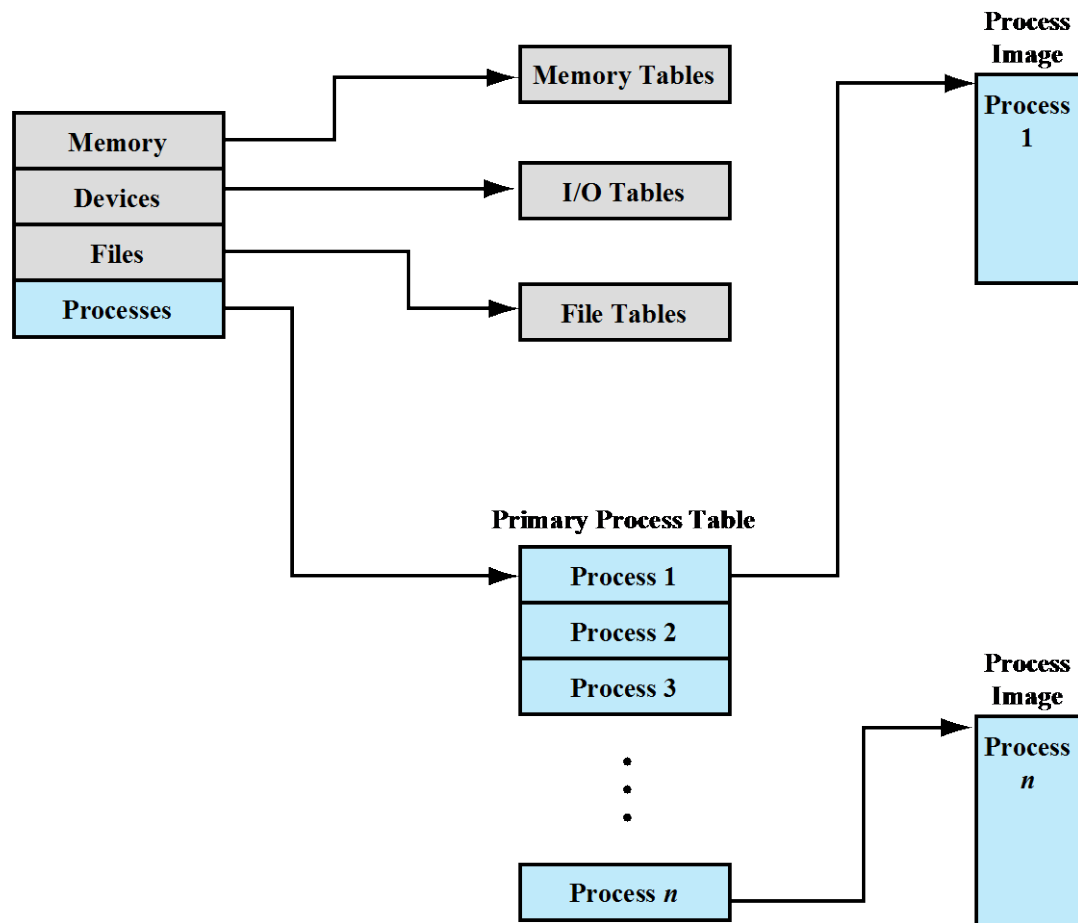 Memory
Devices
Files
Processes
Memory Tables
I/O Tables
File Tables
Primary Process Table
Process 1
Process 2
Process 3
Process n
Process
Image
Process
1
Process
Image
Process
n